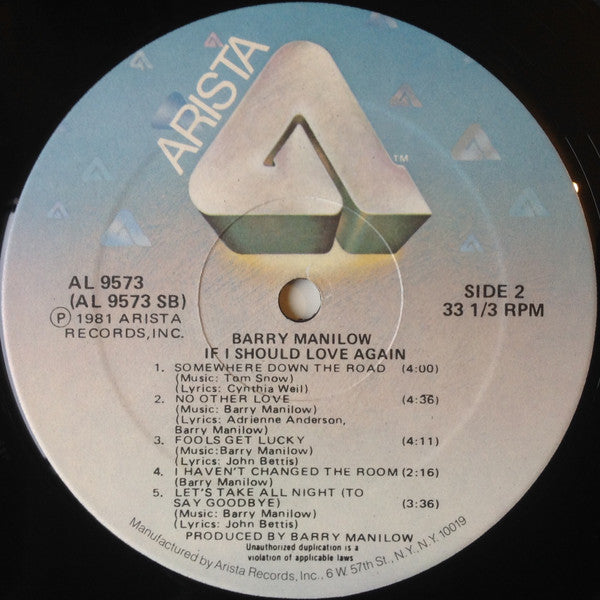 ARISTA
TM
AL 9573
(AL 9573 SB)
Ⓟ 1981 ARISTA
RECORDS, INC.
SIDE 2
33 1/3 RPM
BARRY MANILOW
IF I SHOULD LOVE AGAIN
1. SOMEWHERE DOWN THE ROAD (4:00)
(Music: Tom Snow)
(Lyrics: Cynthia Weil)
2. NO OTHER LOVE (4:36)
(Music: Barry Manilow)
(Lyrics: Adrienne Anderson,
Barry Manilow)
3. FOOLS GET LUCKY (4:11)
(Music: Barry Manilow)
(Lyrics: John Bettis)
4. I HAVEN'T CHANGED THE ROOM (2:16)
(Barry Manilow)
5. LET'S TAKE ALL NIGHT (TO
SAY GOODBYE) (3:36)
(Music: Barry Manilow)
(Lyrics: John Bettis)
PRODUCED BY BARRY MANILOW
Unauthorized duplication is a
violation of applicable laws
Manufactured by Arista Records, Inc., 6 W. 57th St., N.Y., N.Y. 10019